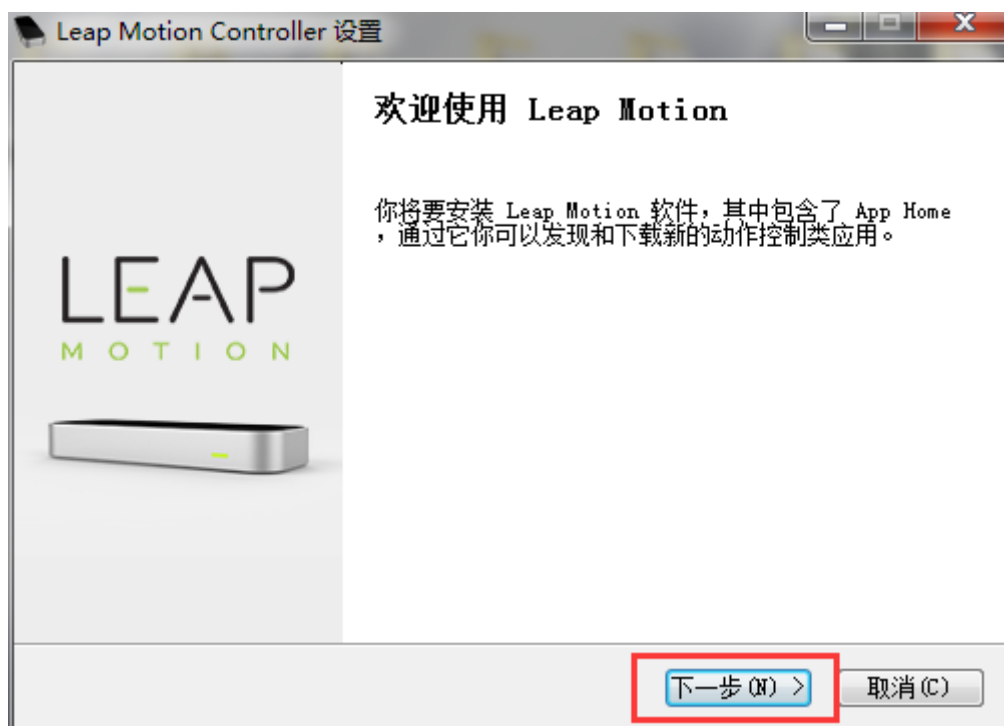 Leap Motion Controller 设置
欢迎使用 Leap Motion
你将要安装 Leap Motion 软件，其中包含了 App Home
，通过它你可以发现和下载新的动作控制类应用。
LEAP
MOTION
下一步(N) >
取消(C)